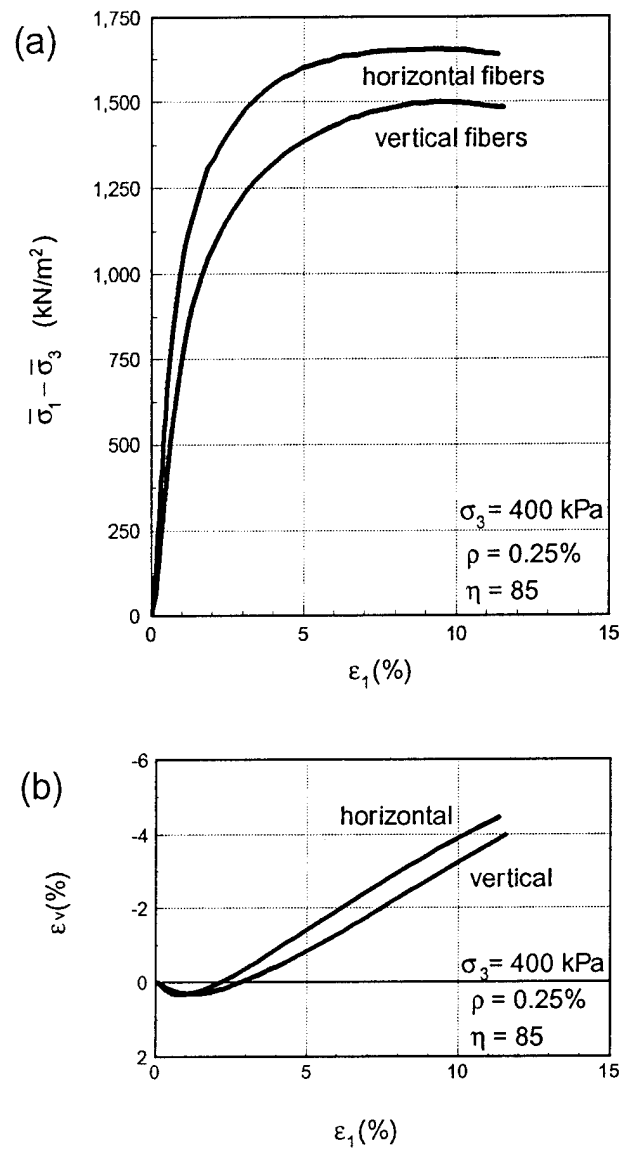 (a)
1,750
1,500
1,250
1,000
750
500
250
0
σ̅₁ − σ̅₃ (kN/m²)
horizontal fibers
vertical fibers
σ₃ = 400 kPa
ρ = 0.25%
η = 85
0 5 10 15
ε₁(%)
(b)
-6
-4
-2
0
2
εᵥ(%)
horizontal
vertical
σ₃ = 400 kPa
ρ = 0.25%
η = 85
0 5 10 15
ε₁(%)